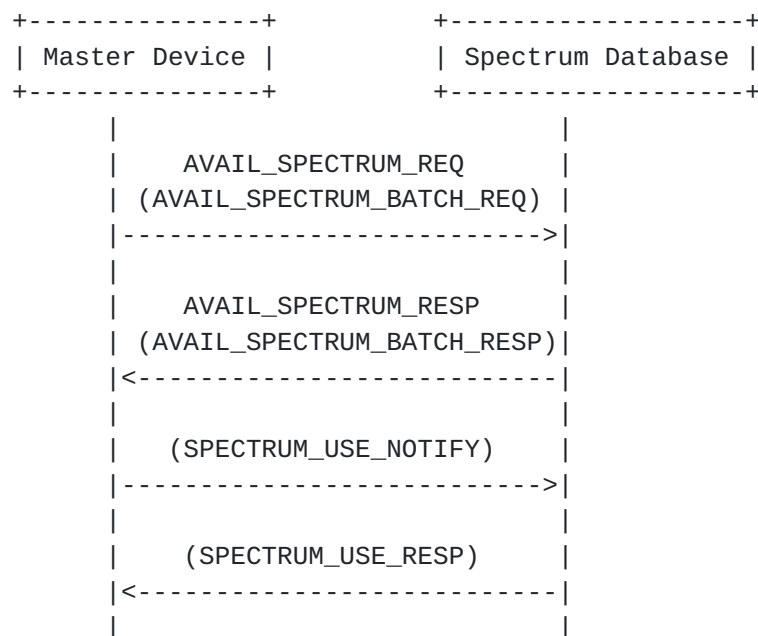 Master Device
Spectrum Database
AVAIL_SPECTRUM_REQ
(AVAIL_SPECTRUM_BATCH_REQ)
AVAIL_SPECTRUM_RESP
(AVAIL_SPECTRUM_BATCH_RESP)
(SPECTRUM_USE_NOTIFY)
(SPECTRUM_USE_RESP)